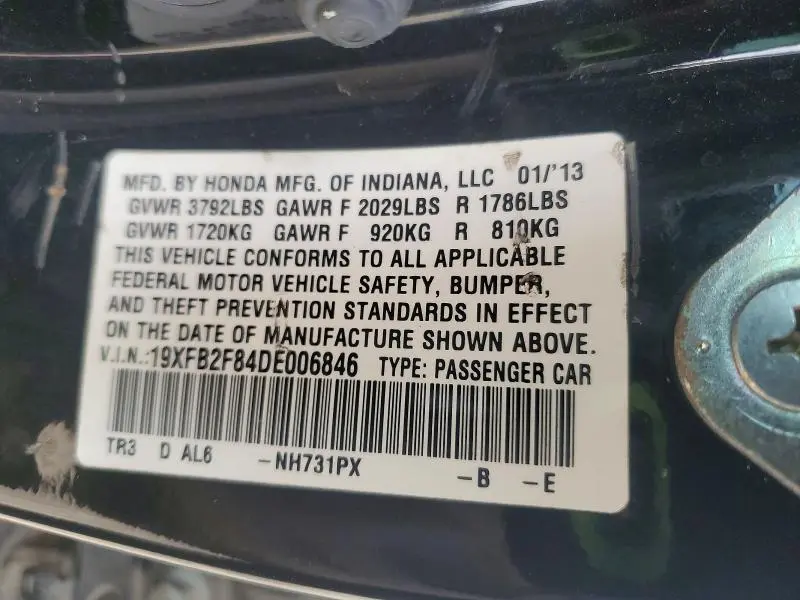 MFD. BY HONDA MFG. OF INDIANA, LLC 01/'13
GVWR 3792LBS GAWR F 2029LBS R 1786LBS
GVWR 1720KG GAWR F 920KG R 810KG
THIS VEHICLE CONFORMS TO ALL APPLICABLE
FEDERAL MOTOR VEHICLE SAFETY, BUMPER,
AND THEFT PREVENTION STANDARDS IN EFFECT
ON THE DATE OF MANUFACTURE SHOWN ABOVE.
V.I.N.:19XFB2F84DE006846 TYPE: PASSENGER CAR
TR3 D AL6 -NH731PX -B -E